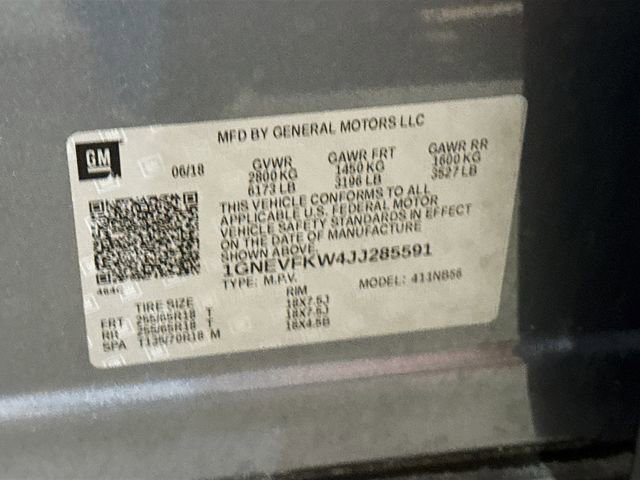 MFD BY GENERAL MOTORS LLC
GM
06/18
GVWR GAWR FRT GAWR RR
2800 KG 1450 KG 1600 KG
6173 LB 3196 LB 3527 LB
THIS VEHICLE CONFORMS TO ALL
APPLICABLE U.S. FEDERAL MOTOR
VEHICLE SAFETY STANDARDS IN EFFECT
ON THE DATE OF MANUFACTURE
SHOWN ABOVE.
1GNEVFKW4JJ285591
TYPE: M.P.V. MODEL:
TIRE SIZE RIM
FRT 255/65R18 T 18X7.5J
RR 255/65R18 T 18X7.5J
SPA T135/70R18 M 18X4.5B